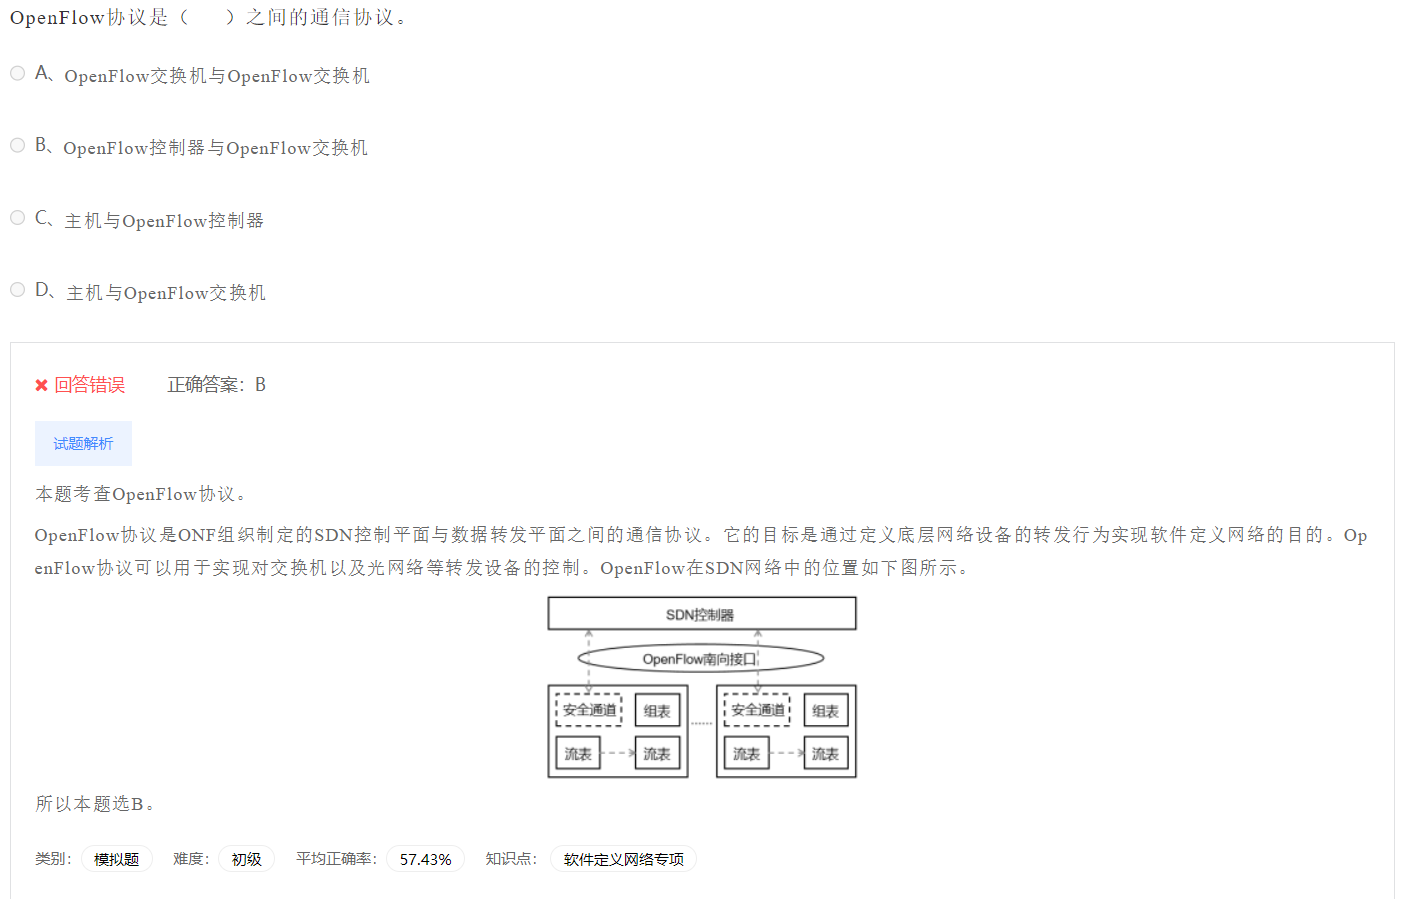 OpenFlow协议是（　　）之间的通信协议。
A、OpenFlow交换机与OpenFlow交换机
B、OpenFlow控制器与OpenFlow交换机
C、主机与OpenFlow控制器
D、主机与OpenFlow交换机
回答错误 正确答案：B
试题解析
本题考查OpenFlow协议。
OpenFlow协议是ONF组织制定的SDN控制平面与数据转发平面之间的通信协议。它的目标是通过定义底层网络设备的转发行为实现软件定义网络的目的。Op
enFlow协议可以用于实现对交换机以及光网络等转发设备的控制。OpenFlow在SDN网络中的位置如下图所示。
SDN控制器
OpenFlow南向接口
安全通道 组表 …… 安全通道 组表
流表 流表 流表 流表
所以本题选B。
类别： 模拟题 难度： 初级 平均正确率： 57.43% 知识点： 软件定义网络专项